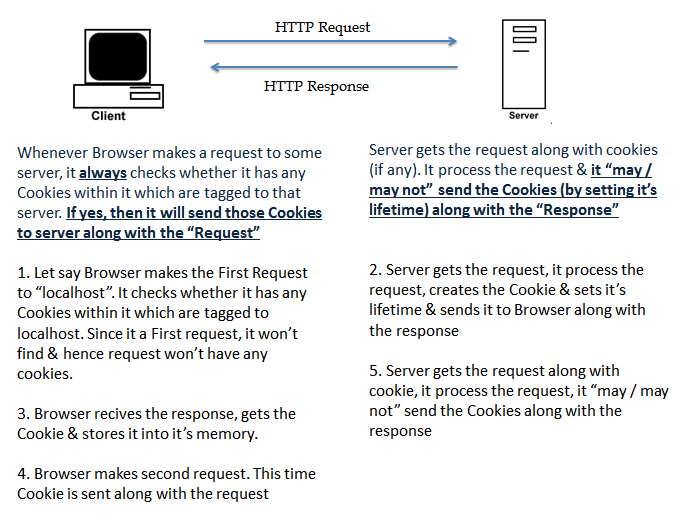 HTTP Request
HTTP Response
Client
Server
Whenever Browser makes a request to some
server, it always checks whether it has any
Cookies within it which are tagged to that
server. If yes, then it will send those Cookies
to server along with the “Request”
1. Let say Browser makes the First Request
to “localhost”. It checks whether it has any
Cookies within it which are tagged to
localhost. Since it a First request, it won’t
find & hence request won’t have any
cookies.
3. Browser recives the response, gets the
Cookie & stores it into it’s memory.
4. Browser makes second request. This time
Cookie is sent along with the request
Server gets the request along with cookies
(if any). It process the request & it “may /
may not” send the Cookies (by setting it’s
lifetime) along with the “Response”
2. Server gets the request, it process the
request, creates the Cookie & sets it’s
lifetime & sends it to Browser along with
the response
5. Server gets the request along with
cookie, it process the request, it “may / may
not” send the Cookies along with the
response